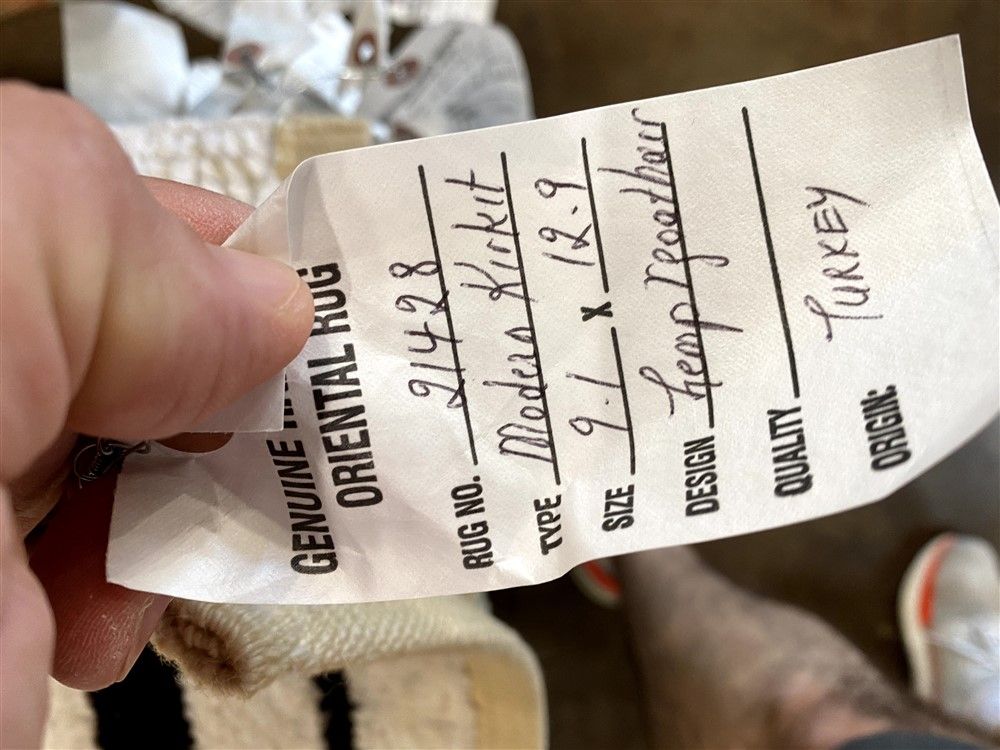 GENUINE
ORIENTAL RUG
RUG NO. 21428
TYPE Modern Kirkit
SIZE 9.1 X 12.9
DESIGN hemp & goathair
QUALITY
ORIGIN: TURKEY